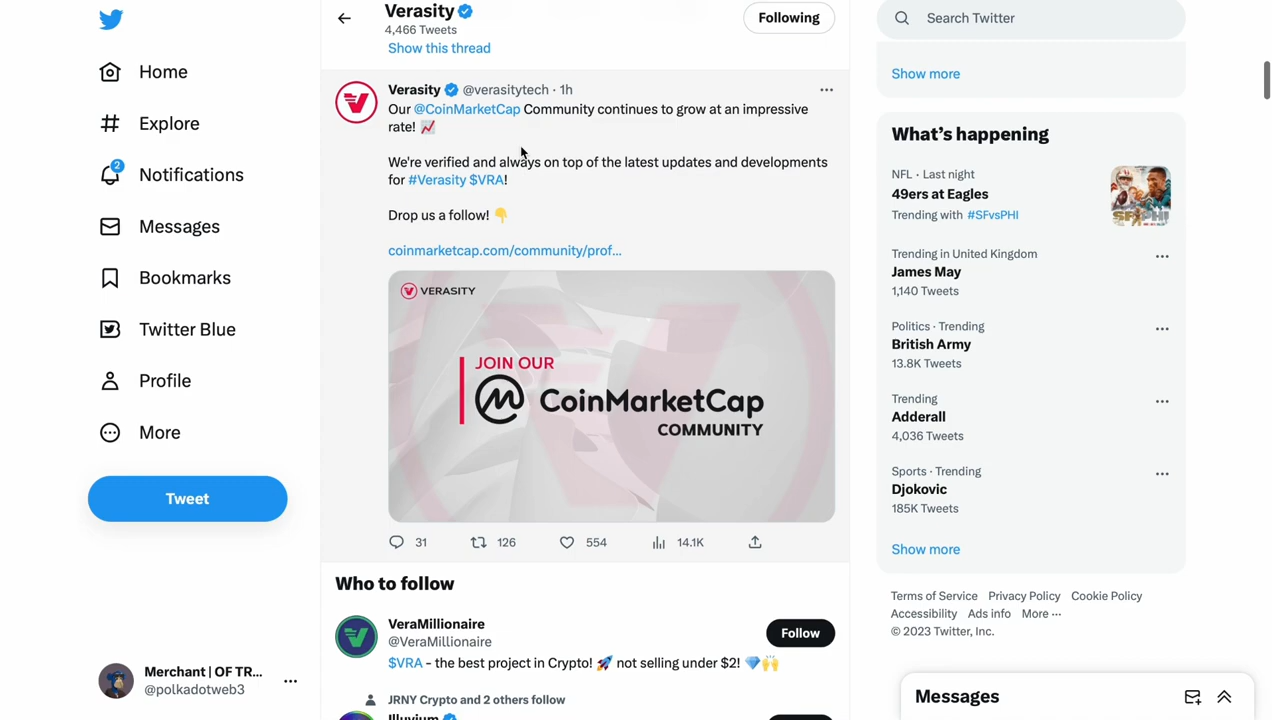 Home
Explore
2
Notifications
Messages
Bookmarks
Twitter Blue
Profile
More
Tweet
Merchant | OF TR...
@polkadotweb3
Verasity
4,466 Tweets
Following
Show this thread
Verasity @verasitytech · 1h
Our @CoinMarketCap Community continues to grow at an impressive
rate! 📈
We're verified and always on top of the latest updates and developments
for #Verasity $VRA!
Drop us a follow! 👇
coinmarketcap.com/community/prof...
VERASITY
JOIN OUR
CoinMarketCap
COMMUNITY
31 126 554 14.1K
Who to follow
VeraMillionaire
@VeraMillionaire
Follow
$VRA - the best project in Crypto! 🚀 not selling under $2! 💎🙌
JRNY Crypto and 2 others follow
Illuvium
Search Twitter
Show more
What's happening
NFL · Last night
49ers at Eagles
Trending with #SFvsPHI
Trending in United Kingdom
James May
1,140 Tweets
Politics · Trending
British Army
13.8K Tweets
Trending
Adderall
4,036 Tweets
Sports · Trending
Djokovic
185K Tweets
Show more
Terms of Service Privacy Policy Cookie Policy
Accessibility Ads info More ···
© 2023 Twitter, Inc.
Messages